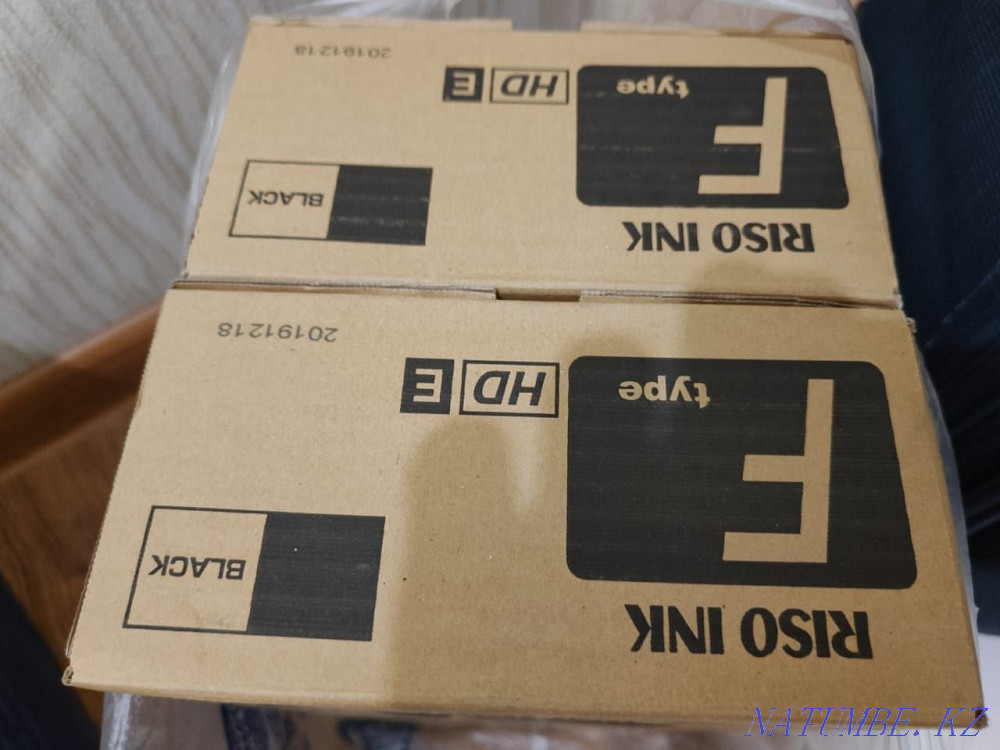 RISO INK
F type
HD E
BLACK
20191218
RISO INK
F type
HD E
BLACK
20191218
NATUMBE.KZ